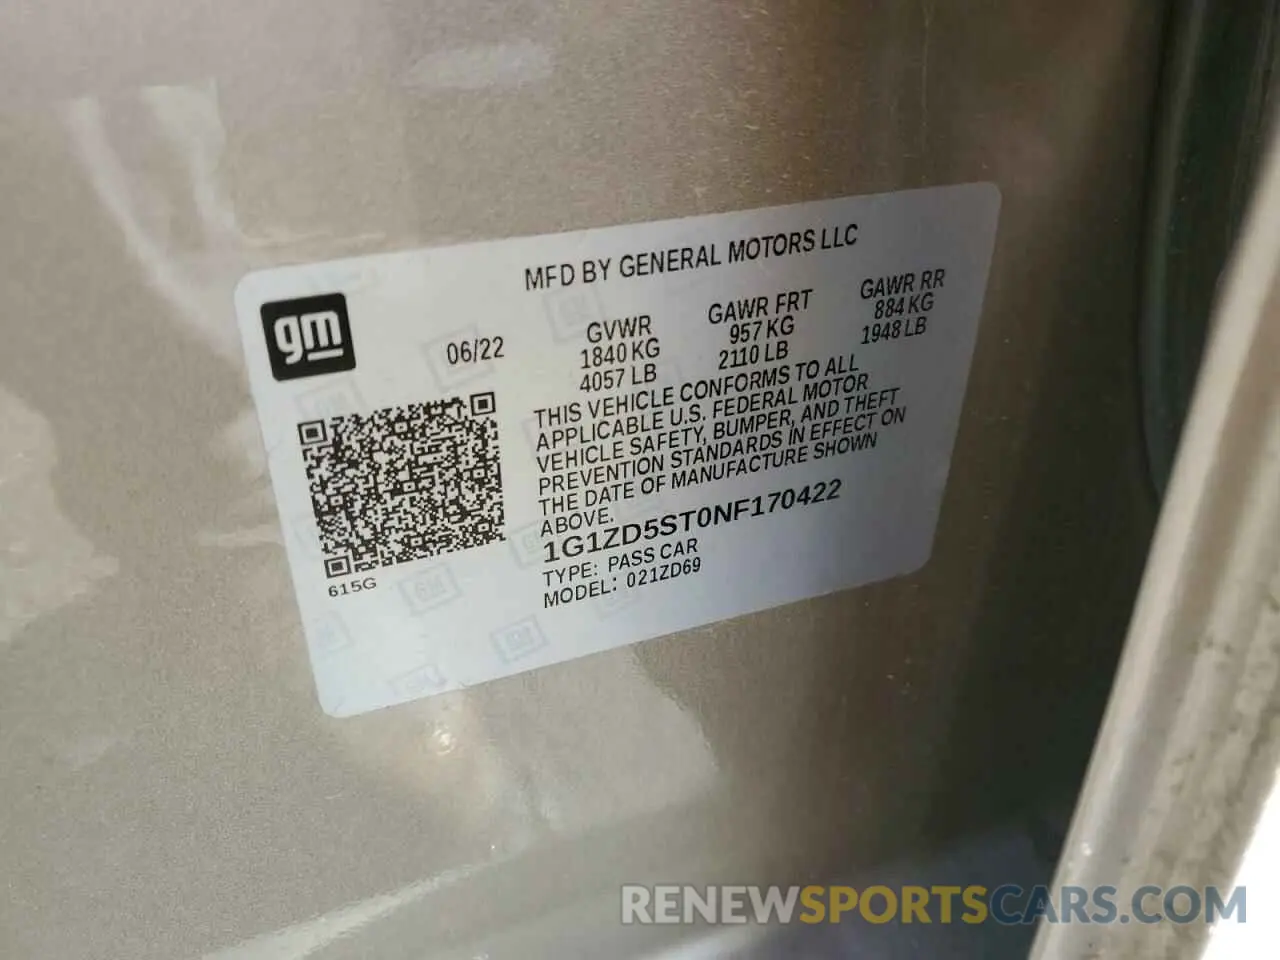 MFD BY GENERAL MOTORS LLC
gm
06/22
GVWR
1840 KG
4057 LB
GAWR FRT
957 KG
2110 LB
GAWR RR
884 KG
1948 LB
THIS VEHICLE CONFORMS TO ALL
APPLICABLE U.S. FEDERAL MOTOR
VEHICLE SAFETY, BUMPER, AND THEFT
PREVENTION STANDARDS IN EFFECT ON
THE DATE OF MANUFACTURE SHOWN
ABOVE.
1G1ZD5ST0NF170422
TYPE: PASS CAR
MODEL: 021ZD69
615G
RENEWSPORTSCARS.COM